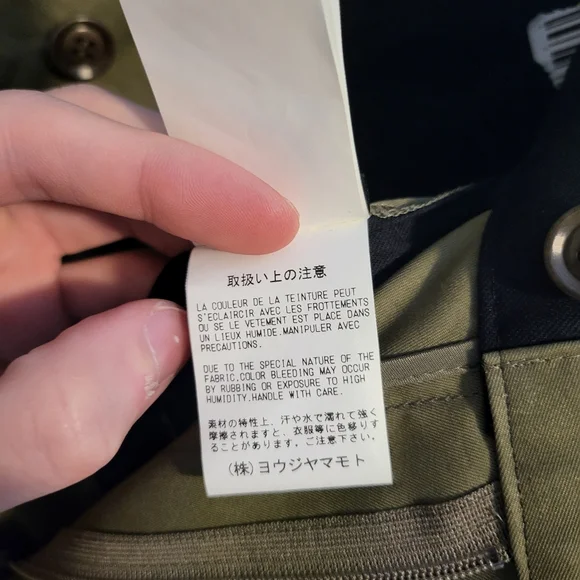 取扱い上の注意
LA COULEUR DE LA TEINTURE PEUT
S'ECLAIRCIR AVEC LES FROTTEMENTS
OU SE LE VETEMENT EST PLACE DANS
UN LIEUX HUMIDE.MANIPULER AVEC
PRECAUTIONS.
DUE TO THE SPECIAL NATURE OF THE
FABRIC,COLOR BLEEDING MAY OCCUR
BY RUBBING OR EXPOSURE TO HIGH
HUMIDITY.HANDLE WITH CARE.
素材の特性上、汗や水で濡れて強く
摩擦されますと、衣服等に色移りす
ることがあります。ご注意下さい。
(株)ヨウジヤマモト